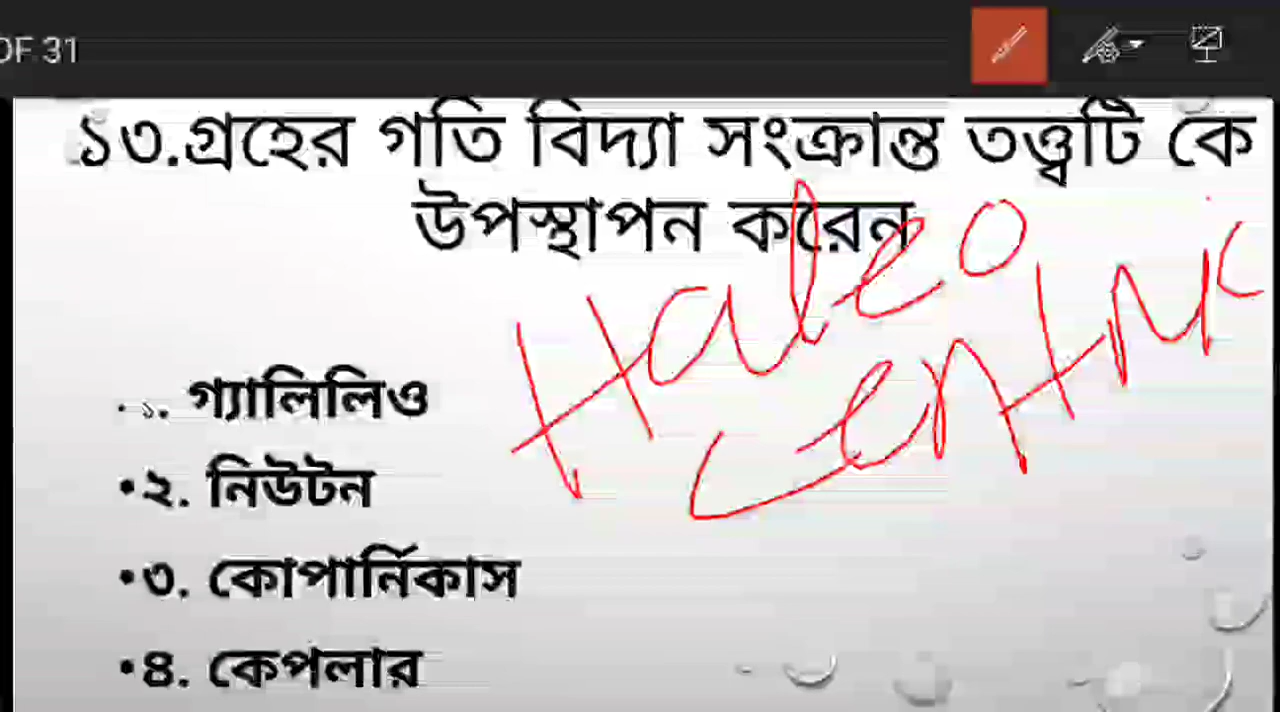 OF 31
১৩.গ্রহের গতি বিদ্যা সংক্রান্ত তত্ত্বটি কে
উপস্থাপন করেন
Haleo
centric
• ১. গ্যালিলিও
•২. নিউটন
•৩. কোপার্নিকাস
•৪. কেপলার